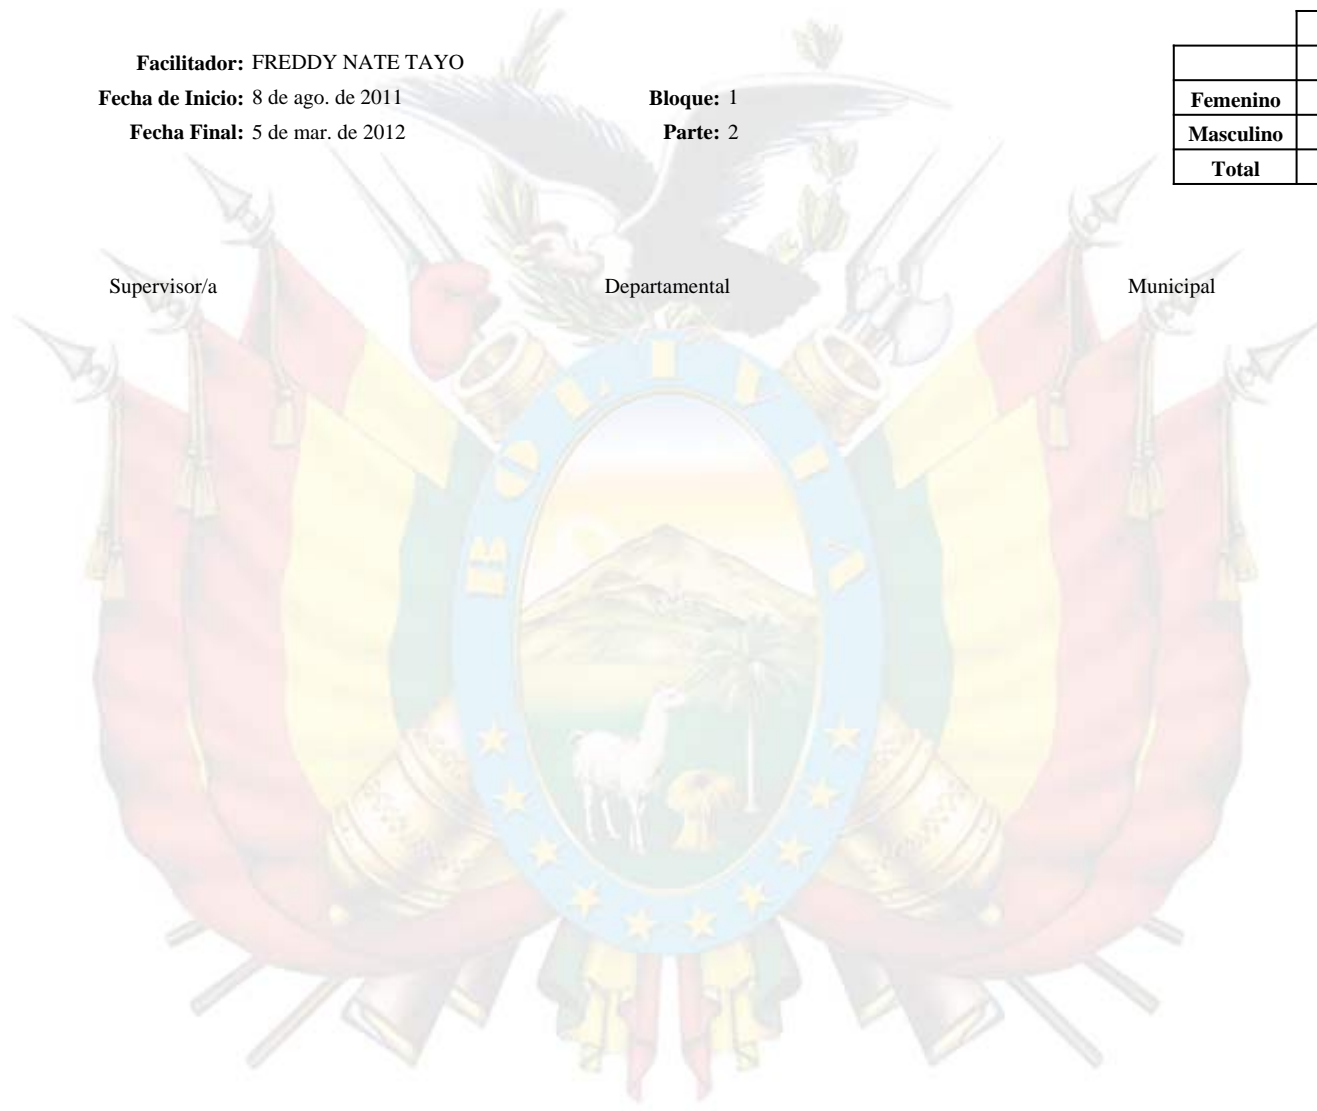 Facilitador: FREDDY NATE TAYO
Fecha de Inicio: 8 de ago. de 2011 Bloque: 1
Fecha Final: 5 de mar. de 2012 Parte: 2
Femenino
Masculino
Total
Supervisor/a Departamental Municipal
BOLIVIA